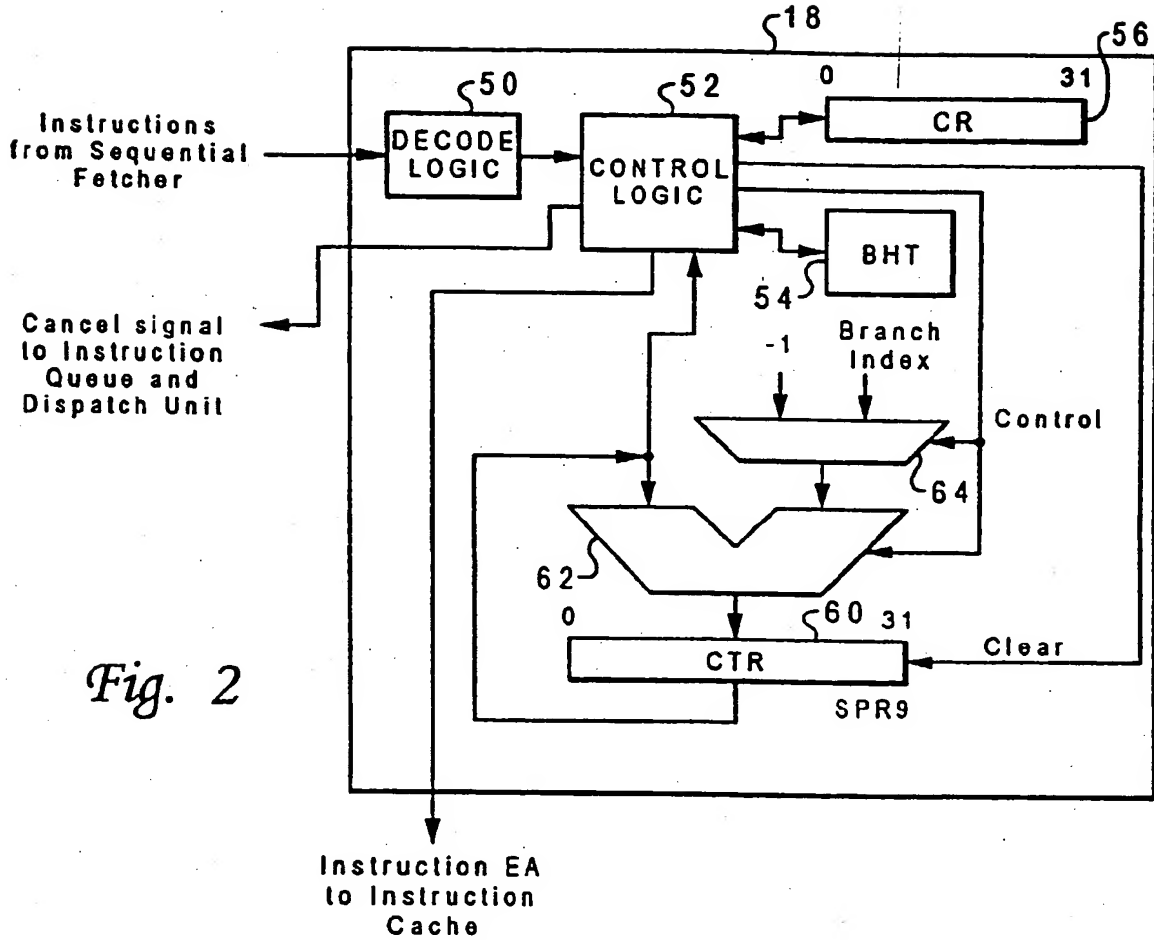 18
56
0
31
50
52
CR
Instructions
from Sequential
Fetcher
DECODE
LOGIC
CONTROL
LOGIC
BHT
54
Cancel signal
to Instruction
Queue and
Dispatch Unit
-1
Branch
Index
Control
64
62
0
60
31
CTR
Clear
SPR9
Fig. 2
Instruction EA
to Instruction
Cache